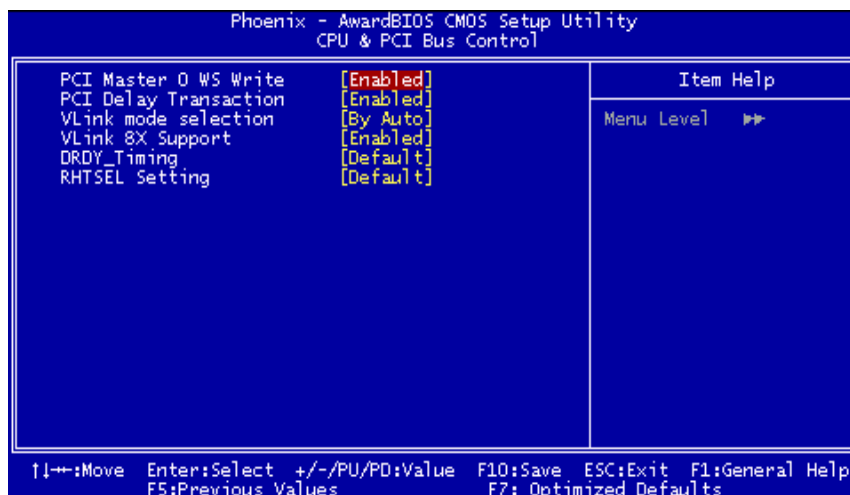 Phoenix - AwardBIOS CMOS Setup Utility
CPU & PCI Bus Control
PCI Master 0 WS Write [Enabled]
PCI Delay Transaction [Enabled]
VLink mode selection [By Auto]
VLink 8X Support [Enabled]
DRDY_Timing [Default]
RHTSEL Setting [Default]
Item Help
Menu Level ▶▶
↑↓→←:Move Enter:Select +/-/PU/PD:Value F10:Save ESC:Exit F1:General Help
F5:Previous Values F7: Optimized Defaults